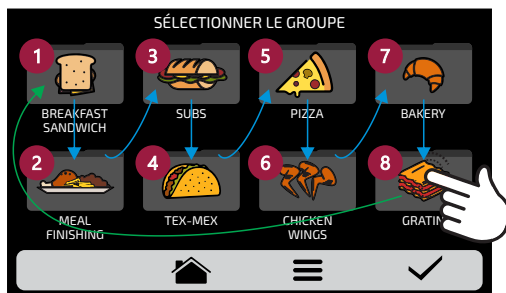 SÉLECTIONNER LE GROUPE
1
BREAKFAST
SANDWICH
2
MEAL
FINISHING
3
SUBS
4
TEX-MEX
5
PIZZA
6
CHICKEN
WINGS
7
BAKERY
8
GRATIN